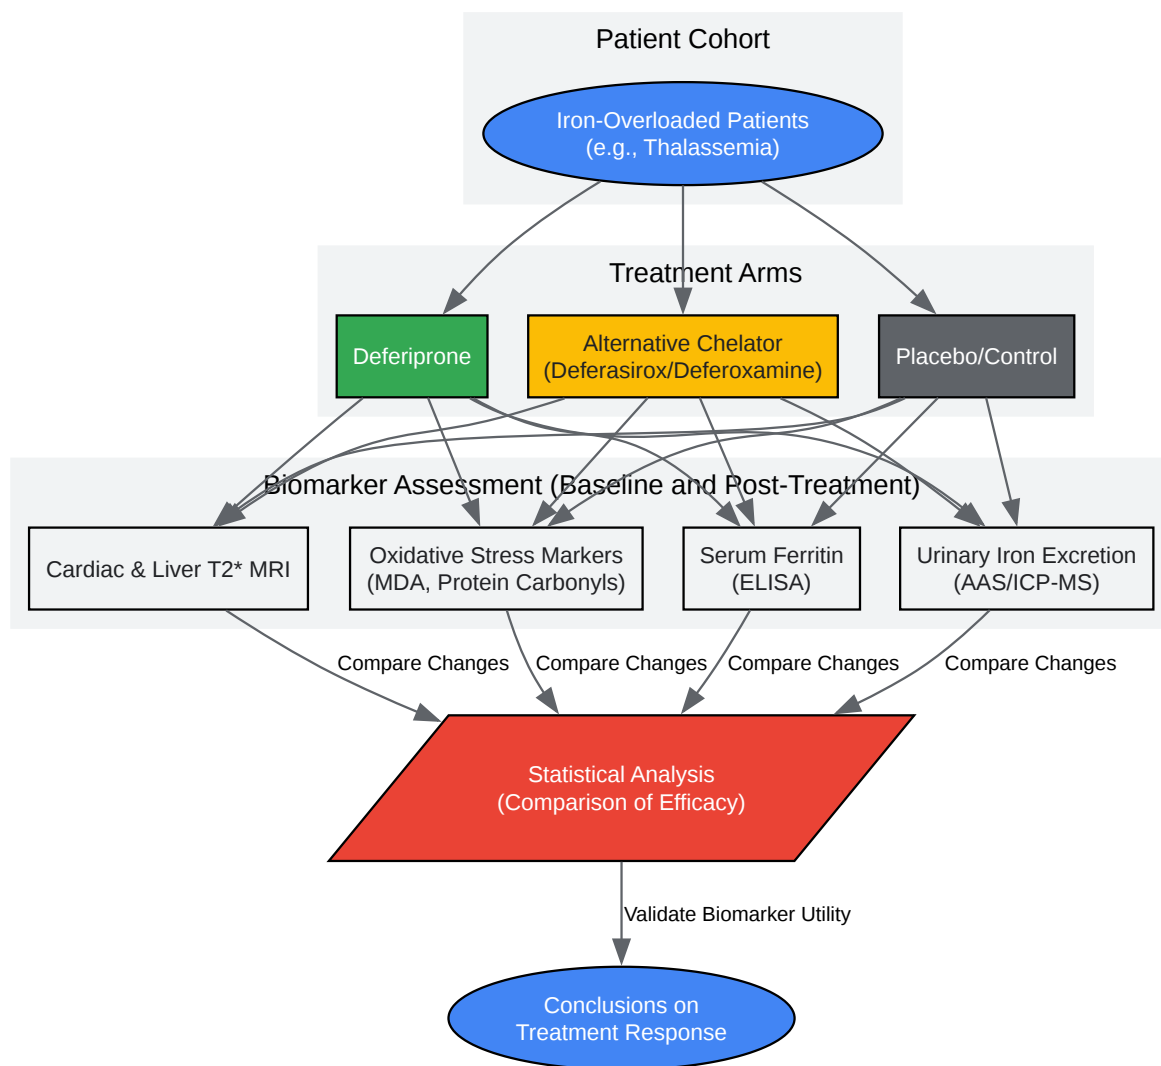 Patient Cohort
Iron-Overloaded Patients
(e.g., Thalassemia)
Treatment Arms
Deferiprone
Alternative Chelator
(Deferasirox/Deferoxamine)
Placebo/Control
Biomarker Assessment (Baseline and Post-Treatment)
Cardiac & Liver T2* MRI
Oxidative Stress Markers
(MDA, Protein Carbonyls)
Serum Ferritin
(ELISA)
Urinary Iron Excretion
(AAS/ICP-MS)
Compare Changes
Compare Changes
Compare Changes
Compare Changes
Statistical Analysis
(Comparison of Efficacy)
Validate Biomarker Utility
Conclusions on
Treatment Response